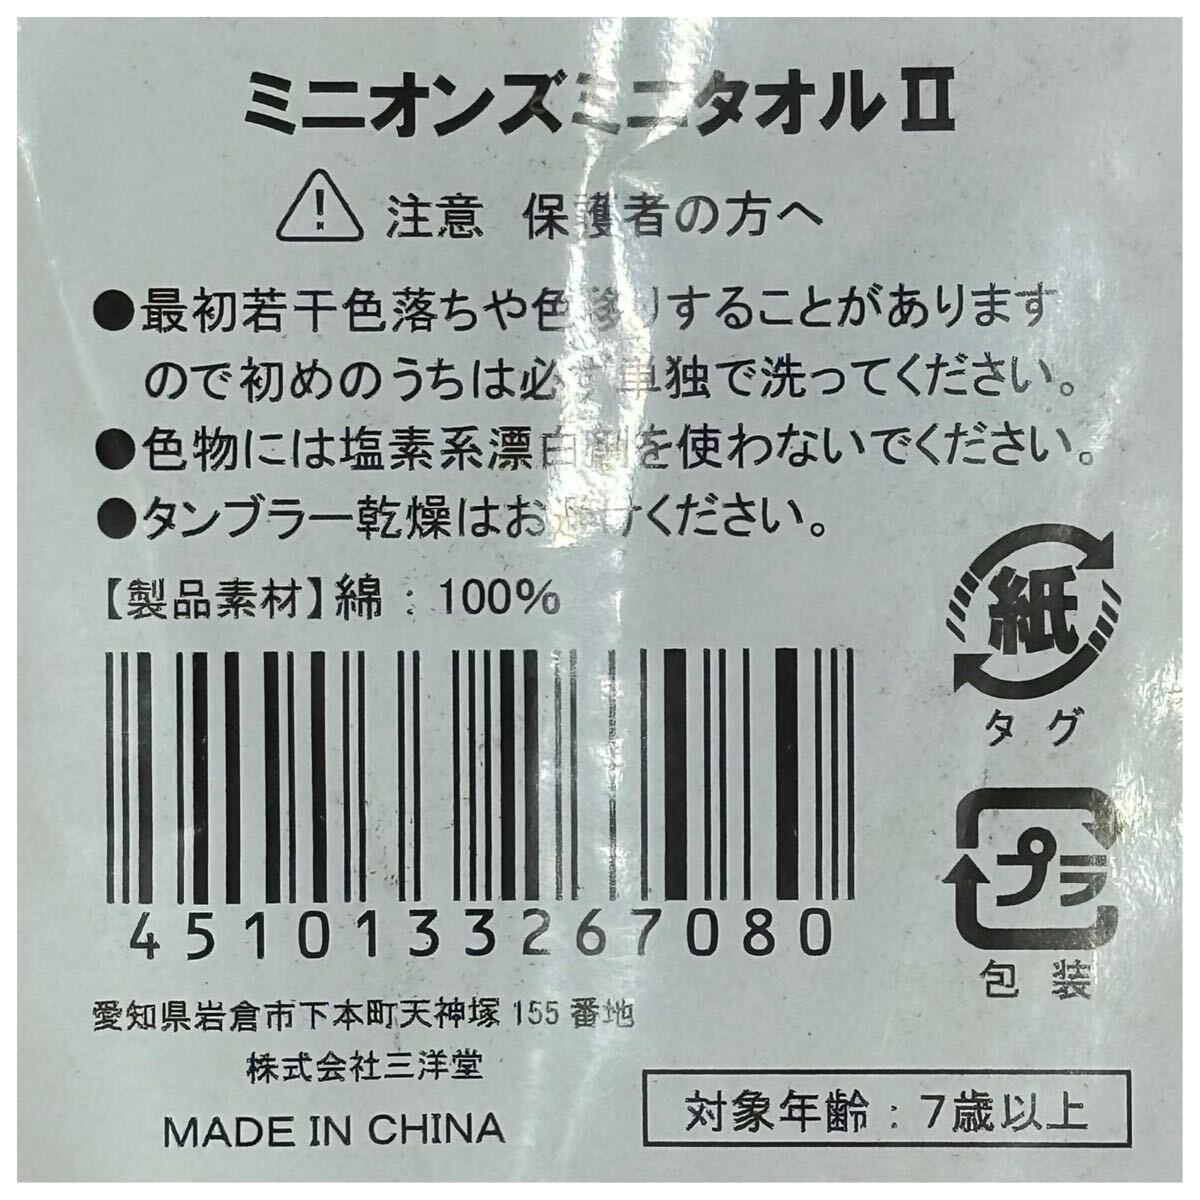 ミニオンズミニタオルⅡ
注意 保護者の方へ
●最初若干色落ちや色移りすることがあります
ので初めのうちは必ず単独で洗ってください。
●色物には塩素系漂白剤を使わないでください。
●タンブラー乾燥はお避けください。
【製品素材】綿：100%
紙
タグ
プラ
包装
4510133267080
愛知県岩倉市下本町天神塚155番地
株式会社三洋堂
MADE IN CHINA
対象年齢：7歳以上